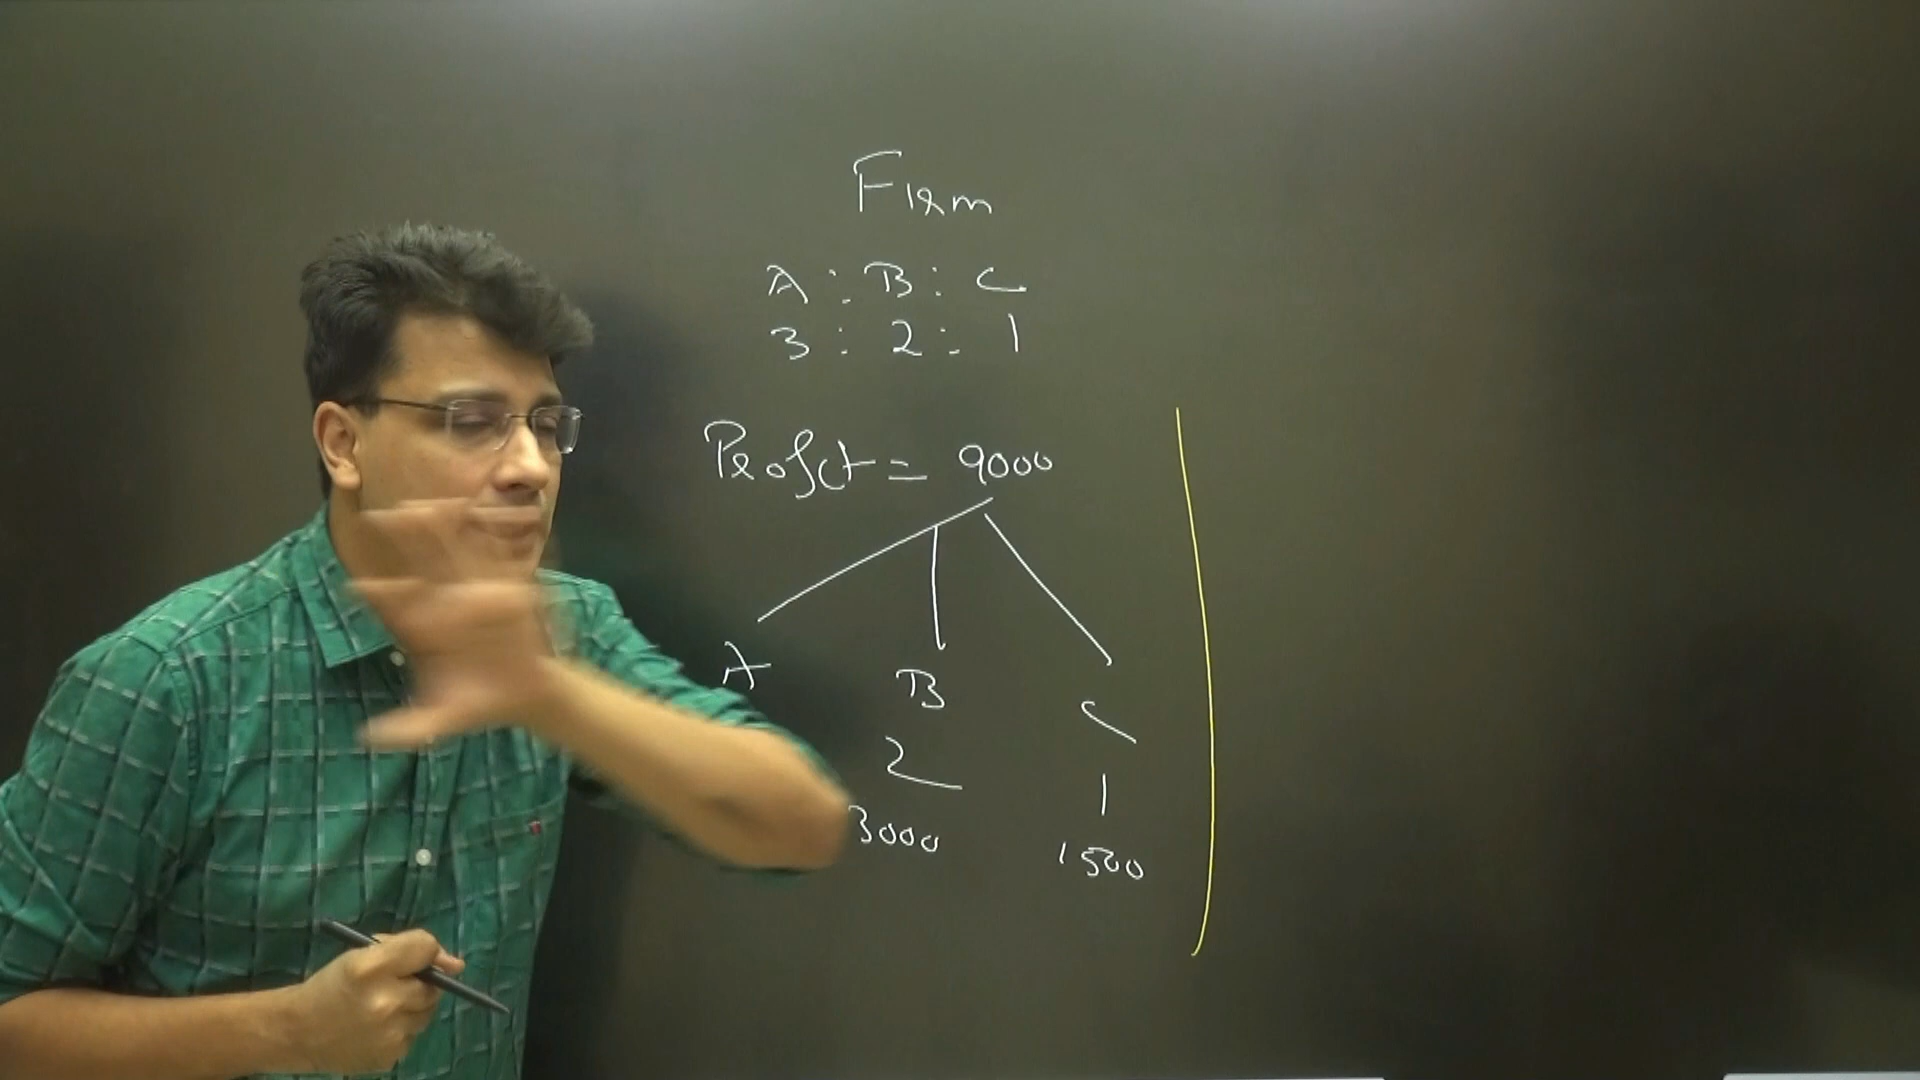 Firm
A : B : C
3 : 2 : 1
Profit = 9000
A B C
2 1
3000 1500